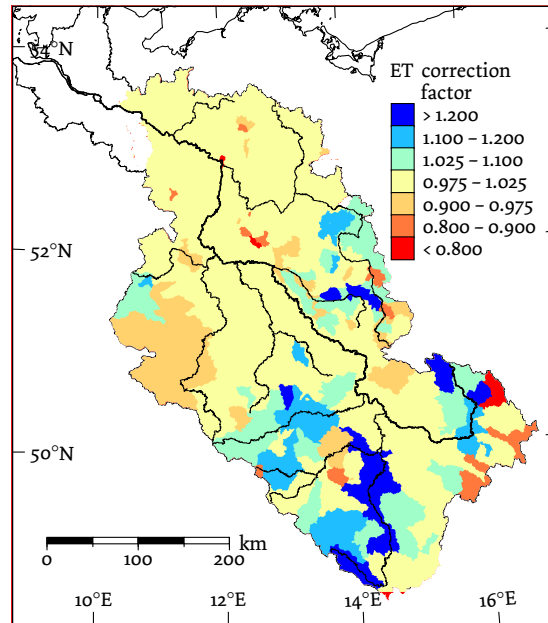 54°N
ET correction
factor
> 1.200
1.100 – 1.200
1.025 – 1.100
0.975 – 1.025
0.900 – 0.975
0.800 – 0.900
< 0.800
52°N
50°N
km
0 50 100 150 200
10°E 12°E 14°E 16°E